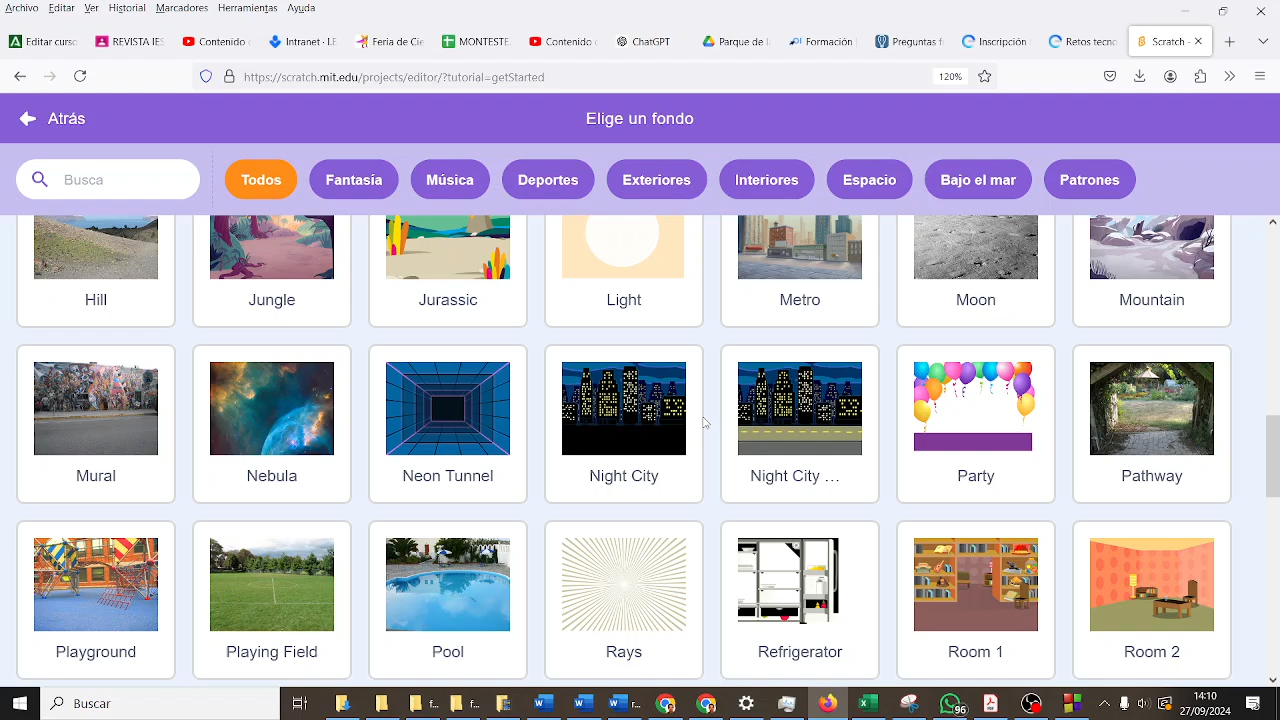 Archivo Editar Ver Historial Marcadores Herramientas Ayuda
Editar curso
REVISTA IES
Contenido
Intranet - LE
Feria de Cie
MONTESTE
Contenido
ChatGPT
Parque de
Formación
Preguntas f
Inscripción
Retos tecno
Scratch -
https://scratch.mit.edu/projects/editor/?tutorial=getStarted
120%
Atrás
Elige un fondo
Busca
Todos
Fantasía
Música
Deportes
Exteriores
Interiores
Espacio
Bajo el mar
Patrones
Hill
Jungle
Jurassic
Light
Metro
Moon
Mountain
Mural
Nebula
Neon Tunnel
Night City
Night City ...
Party
Pathway
Playground
Playing Field
Pool
Rays
Refrigerator
Room 1
Room 2
Buscar
96
14:10
27/09/2024